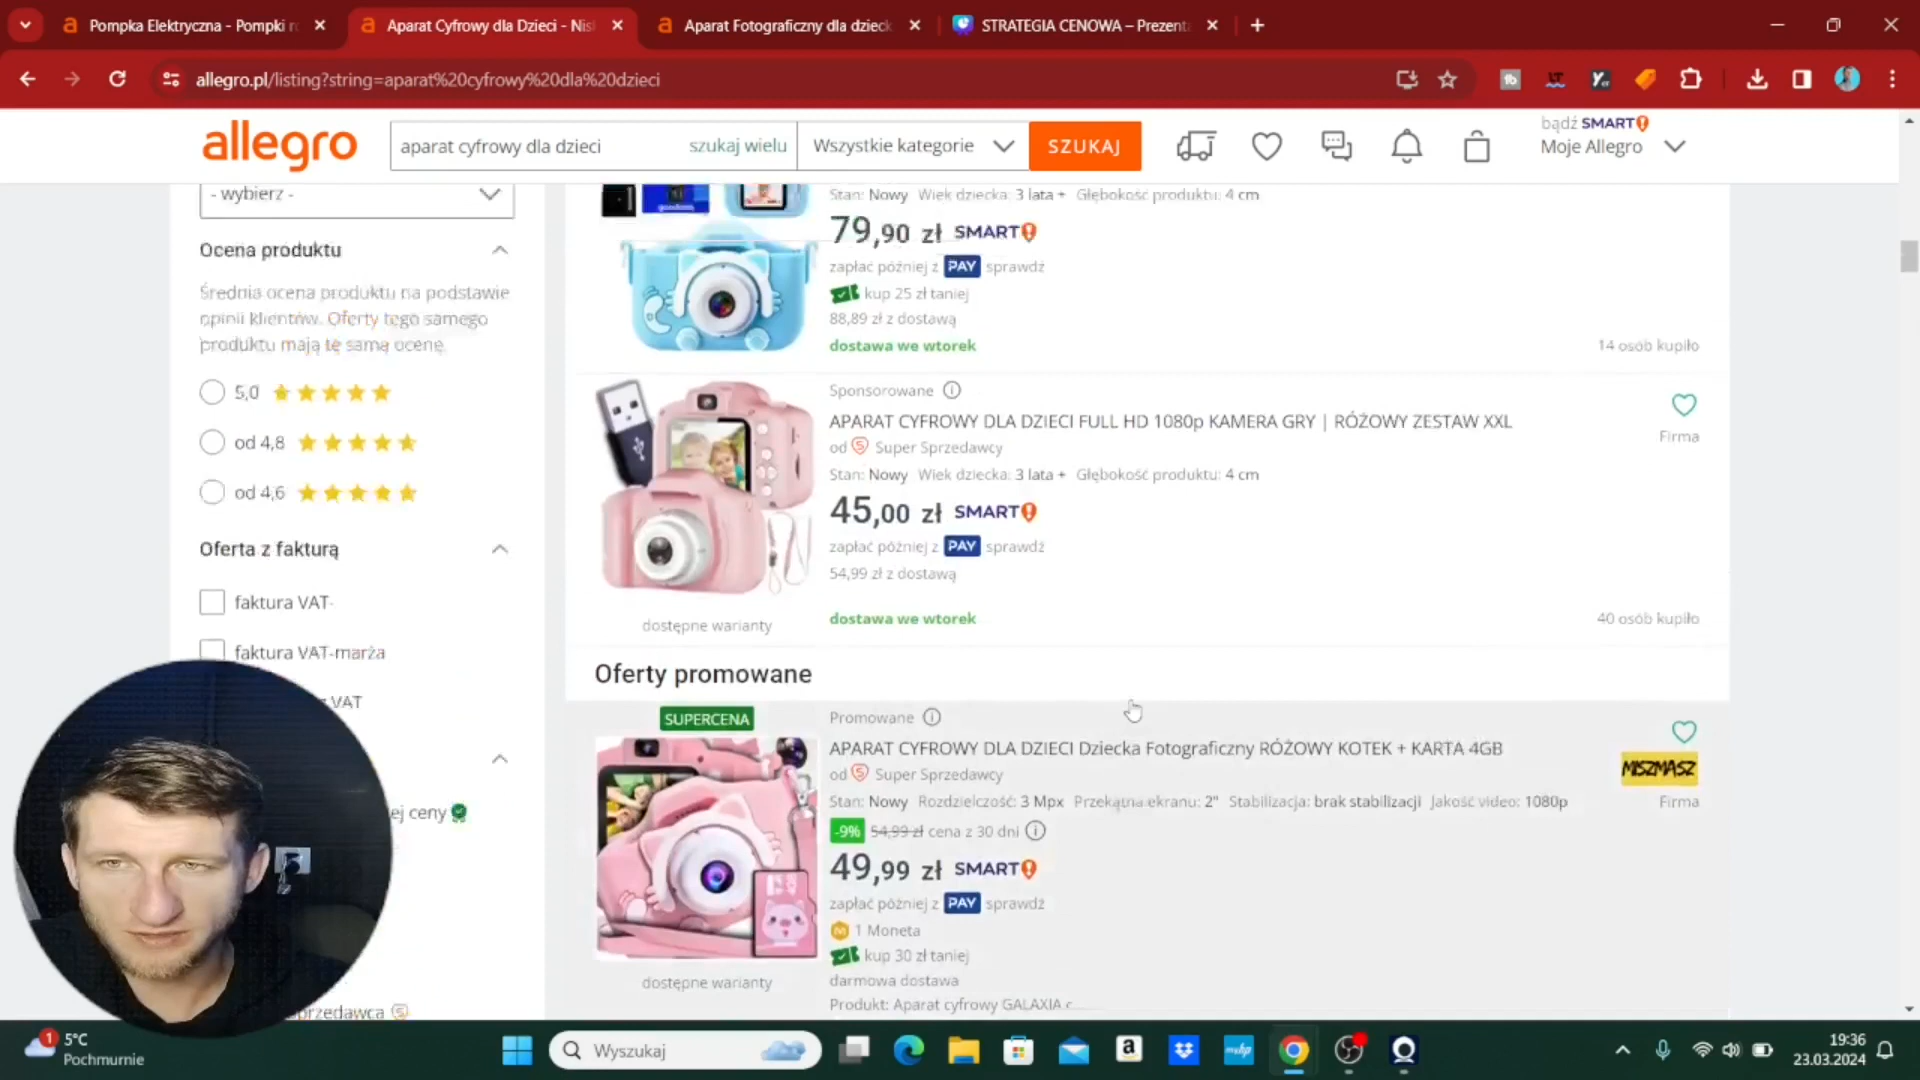 Pompka Elektryczna - Pompki r
Aparat Cyfrowy dla Dzieci - Nis
Aparat Fotograficzny dla dzieck
STRATEGIA CENOWA – Prezent
allegro.pl/listing?string=aparat%20cyfrowy%20dla%20dzieci
allegro
aparat cyfrowy dla dzieci
szukaj wielu
Wszystkie kategorie
SZUKAJ
bądź SMART!
Moje Allegro
- wybierz -
Ocena produktu
Średnia ocena produktu na podstawie
opinii klientów. Oferty tego samego
produktu mają tę samą ocenę.
5,0
od 4,8
od 4,6
Oferta z fakturą
faktura VAT
faktura VAT-marża
VAT
ej ceny
przedawca
Stan: Nowy Wiek dziecka: 3 lata + Głębokość produktu: 4 cm
79,90 zł SMART!
zapłać później z PAY sprawdź
kup 25 zł taniej
88,89 zł z dostawą
dostawa we wtorek
14 osób kupiło
Sponsorowane
APARAT CYFROWY DLA DZIECI FULL HD 1080p KAMERA GRY | RÓŻOWY ZESTAW XXL
od Super Sprzedawcy
Firma
Stan: Nowy Wiek dziecka: 3 lata + Głębokość produktu: 4 cm
45,00 zł SMART!
zapłać później z PAY sprawdź
54,99 zł z dostawą
dostawa we wtorek
40 osób kupiło
dostępne warianty
Oferty promowane
SUPERCENA
Promowane
APARAT CYFROWY DLA DZIECI Dziecka Fotograficzny RÓŻOWY KOTEK + KARTA 4GB
od Super Sprzedawcy
MISZMASZ
Firma
Stan: Nowy Rozdzielczość: 3 Mpx Przekątna ekranu: 2" Stabilizacja: brak stabilizacji Jakość video: 1080p
-9% 54,99 zł cena z 30 dni
49,99 zł SMART!
zapłać później z PAY sprawdź
1 Moneta
kup 30 zł taniej
darmowa dostawa
dostępne warianty
Produkt: Aparat cyfrowy GALAXIA c...
1
5°C
Pochmurnie
Wyszukaj
19:36
23.03.2024